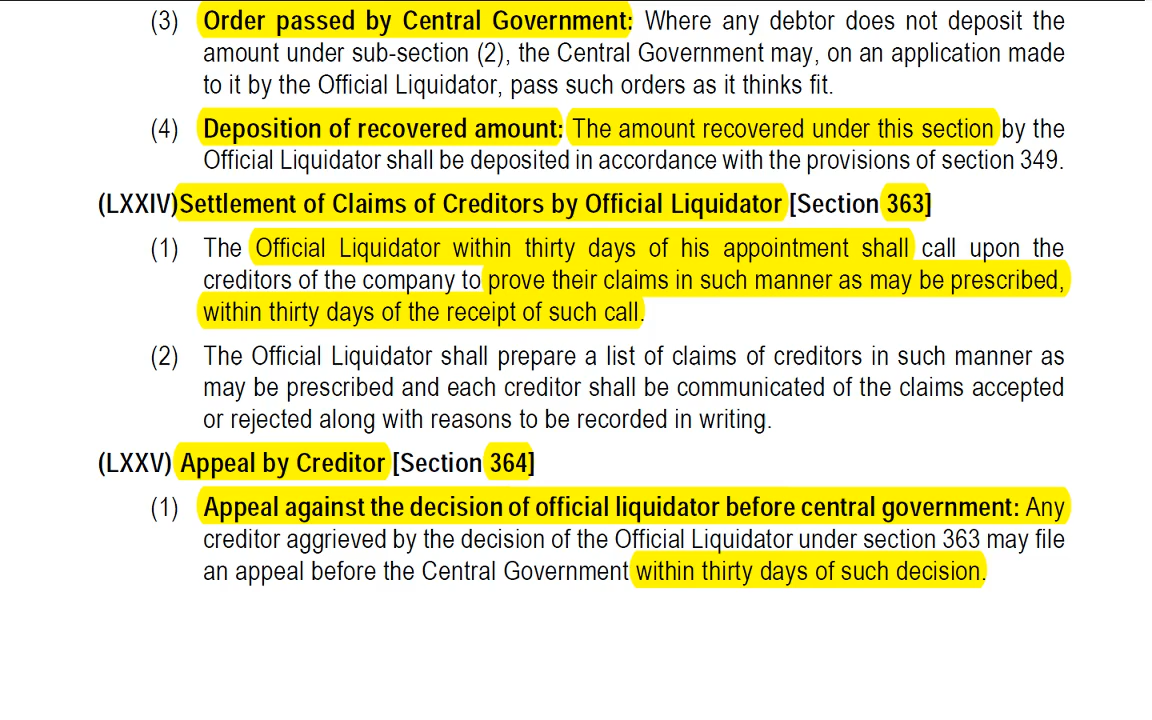 (3) Order passed by Central Government: Where any debtor does not deposit the
amount under sub-section (2), the Central Government may, on an application made
to it by the Official Liquidator, pass such orders as it thinks fit.
(4) Deposition of recovered amount: The amount recovered under this section by the
Official Liquidator shall be deposited in accordance with the provisions of section 349.
(LXXIV)Settlement of Claims of Creditors by Official Liquidator [Section 363]
(1) The Official Liquidator within thirty days of his appointment shall call upon the
creditors of the company to prove their claims in such manner as may be prescribed,
within thirty days of the receipt of such call.
(2) The Official Liquidator shall prepare a list of claims of creditors in such manner as
may be prescribed and each creditor shall be communicated of the claims accepted
or rejected along with reasons to be recorded in writing.
(LXXV) Appeal by Creditor [Section 364]
(1) Appeal against the decision of official liquidator before central government: Any
creditor aggrieved by the decision of the Official Liquidator under section 363 may file
an appeal before the Central Government within thirty days of such decision.